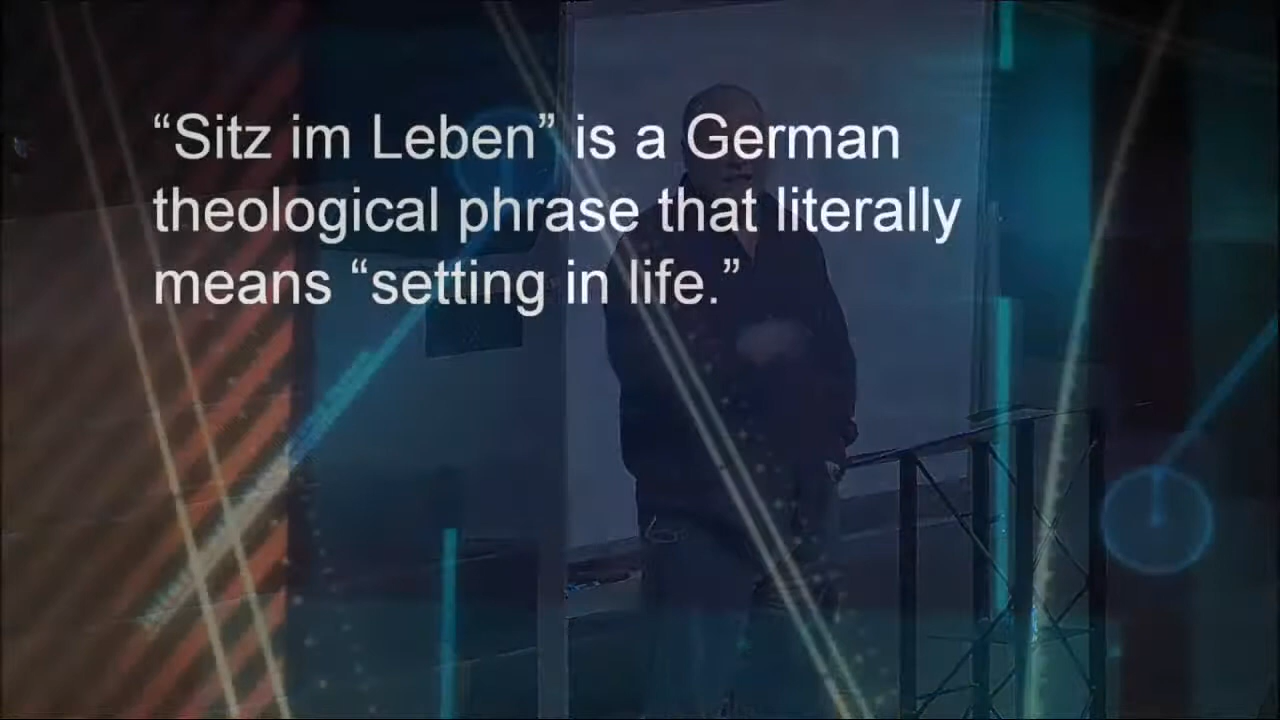 “Sitz im Leben” is a German
theological phrase that literally
means “setting in life.”